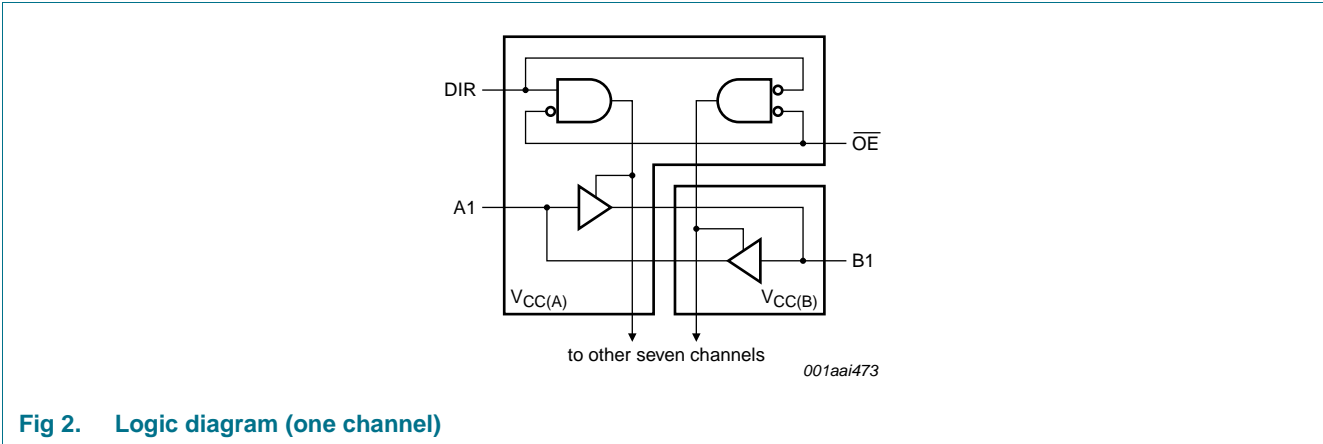 DIR
OE
A1
B1
VCC(A)
VCC(B)
to other seven channels
001aai473
Fig 2. Logic diagram (one channel)